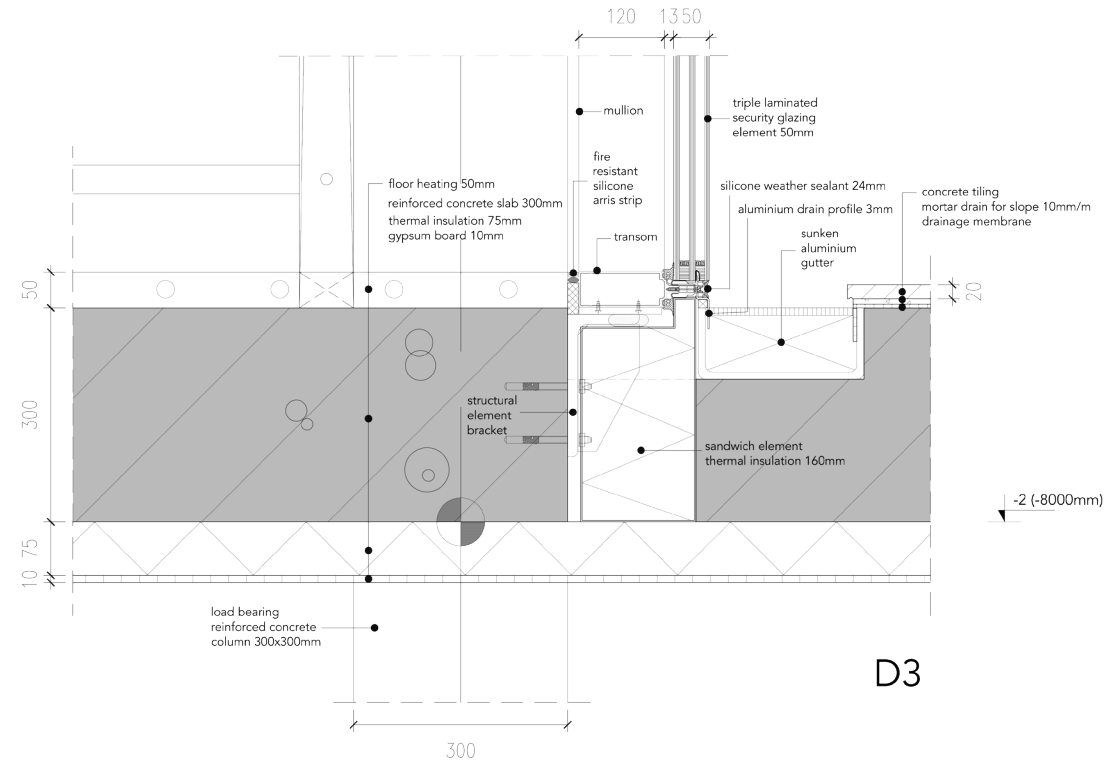 120 13 50
mullion
triple laminated
security glazing
element 50mm
fire
resistant
silicone
arris strip
floor heating 50mm
reinforced concrete slab 300mm
thermal insulation 75mm
gypsum board 10mm
silicone weather sealant 24mm
aluminium drain profile 3mm
concrete tiling
mortar drain for slope 10mm/m
drainage membrane
transom
sunken
aluminium
gutter
50
20
300
structural
element
bracket
sandwich element
thermal insulation 160mm
-2 (-8000mm)
75
10
load bearing
reinforced concrete
column 300x300mm
D3
300